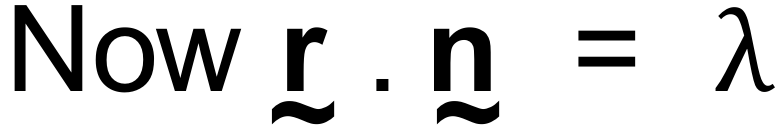 Now r̰ . n̰ = λ